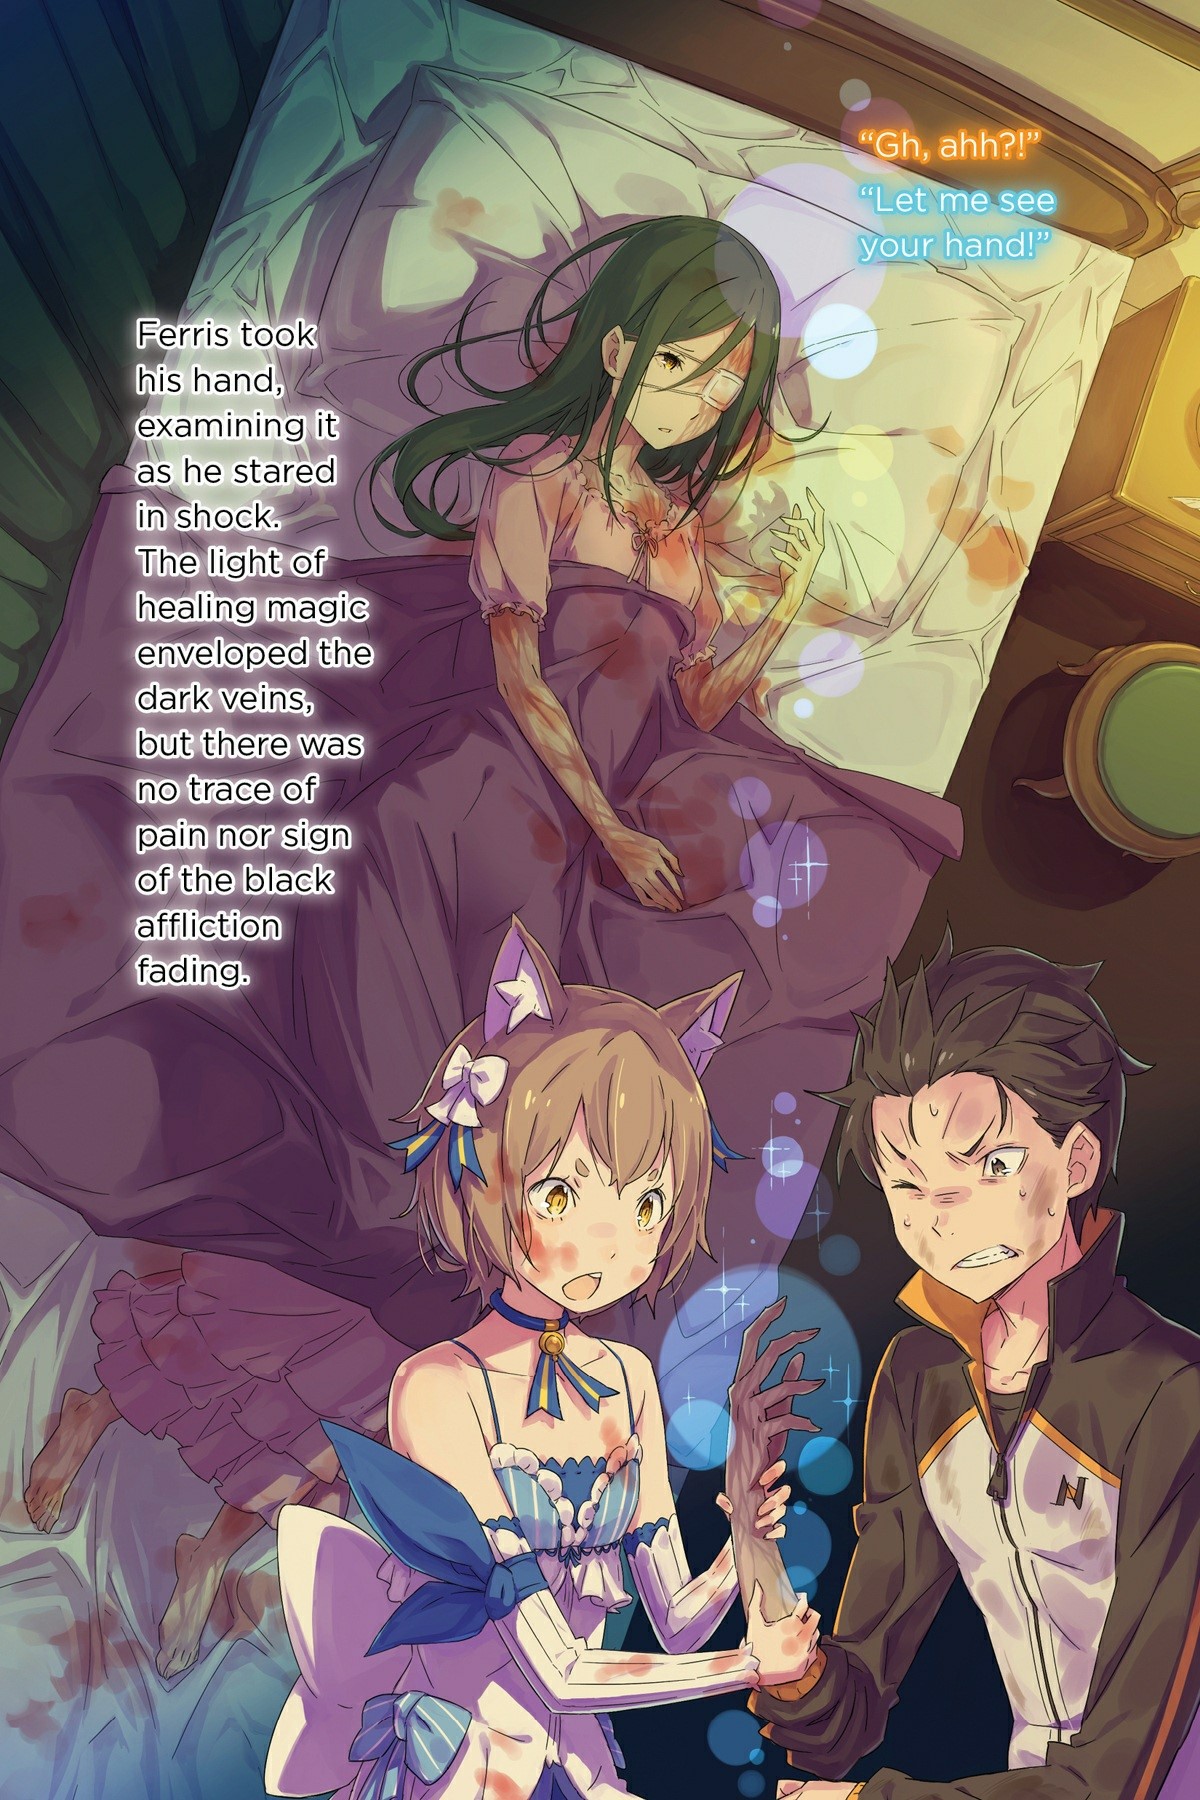 “Gh, ahh?!”
“Let me see
your hand!”
Ferris took
his hand,
examining it
as he stared
in shock.
The light of
healing magic
enveloped the
dark veins,
but there was
no trace of
pain nor sign
of the black
affliction
fading.